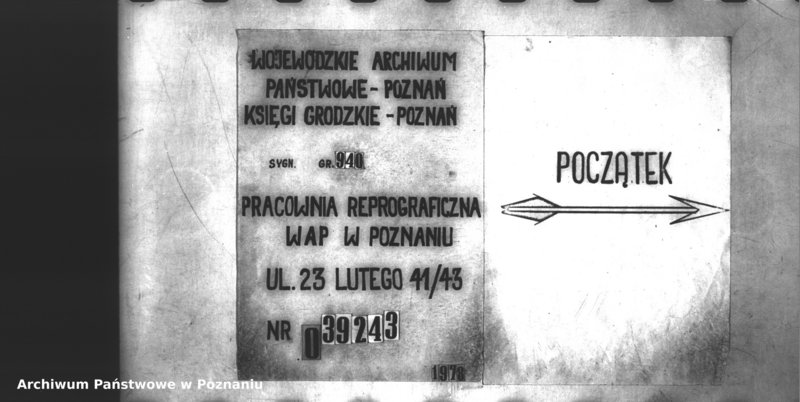 WOJEWÓDZKIE ARCHIWUM
PAŃSTWOWE - POZNAŃ
KSIĘGI GRODZKIE - POZNAŃ
SYGN. GR. 940
PRACOWNIA REPROGRAFICZNA
WAP W POZNANIU
UL. 23 LUTEGO 41/43
NR 039243
1978
POCZĄTEK
Archiwum Państwowe w Poznaniu